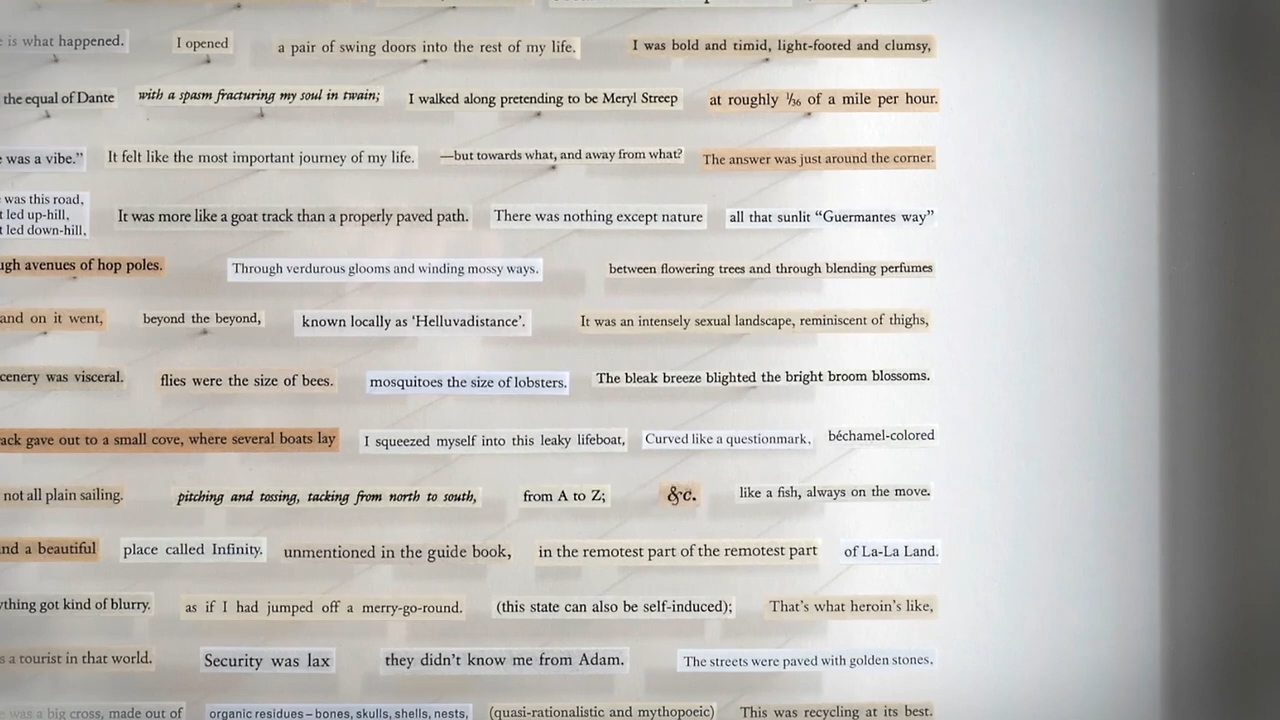 is what happened. I opened a pair of swing doors into the rest of my life. I was bold and timid, light-footed and clumsy,
the equal of Dante with a spasm fracturing my soul in twain; I walked along pretending to be Meryl Streep at roughly 1/36 of a mile per hour.
was a vibe.” It felt like the most important journey of my life. —but towards what, and away from what? The answer was just around the corner.
was this road,
led up-hill, It was more like a goat track than a properly paved path. There was nothing except nature all that sunlit “Guermantes way”
led down-hill,
avenues of hop poles. Through verdurous glooms and winding mossy ways. between flowering trees and through blending perfumes
and on it went, beyond the beyond, known locally as ‘Helluvadistance’. It was an intensely sexual landscape, reminiscent of thighs,
was visceral. flies were the size of bees. mosquitoes the size of lobsters. The bleak breeze blighted the bright broom blossoms.
gave out to a small cove, where several boats lay I squeezed myself into this leaky lifeboat, Curved like a questionmark, béchamel-colored
not all plain sailing. pitching and tossing, tacking from north to south, from A to Z; &c. like a fish, always on the move.
a beautiful place called Infinity. unmentioned in the guide book, in the remotest part of the remotest part of La-La Land.
got kind of blurry. as if I had jumped off a merry-go-round. (this state can also be self-induced); That’s what heroin’s like,
a tourist in that world. Security was lax they didn’t know me from Adam. The streets were paved with golden stones,
was a big cross, made out of organic residues – bones, skulls, shells, nests, (quasi-rationalistic and mythopoeic) This was recycling at its best.